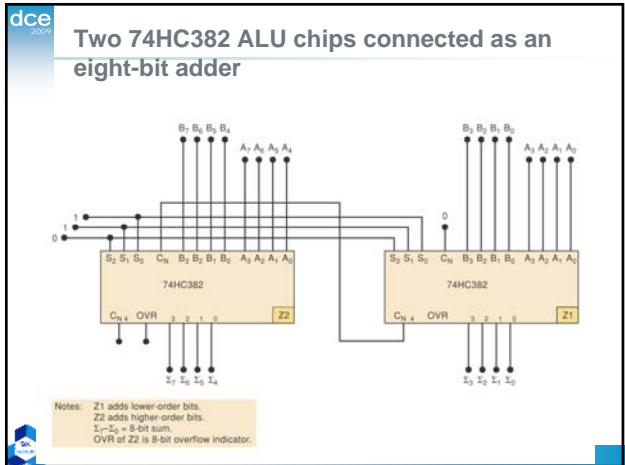 dce
2009
Two 74HC382 ALU chips connected as an
eight-bit adder
B₇ B₆ B₅ B₄
A₇ A₆ A₅ A₄
B₃ B₂ B₁ B₀
A₃ A₂ A₁ A₀
1
1
0
0
S₂ S₁ S₀ C_N B₃ B₂ B₁ B₀ A₃ A₂ A₁ A₀
74HC382
C_N 4 OVR 3 2 1 0 Z2
S₂ S₁ S₀ C_N B₃ B₂ B₁ B₀ A₃ A₂ A₁ A₀
74HC382
C_N 4 OVR 3 2 1 0 Z1
Σ₇ Σ₆ Σ₅ Σ₄
Σ₃ Σ₂ Σ₁ Σ₀
Notes: Z1 adds lower-order bits.
Z2 adds higher-order bits.
Σ₇–Σ₀ = 8-bit sum.
OVR of Z2 is 8-bit overflow indicator.